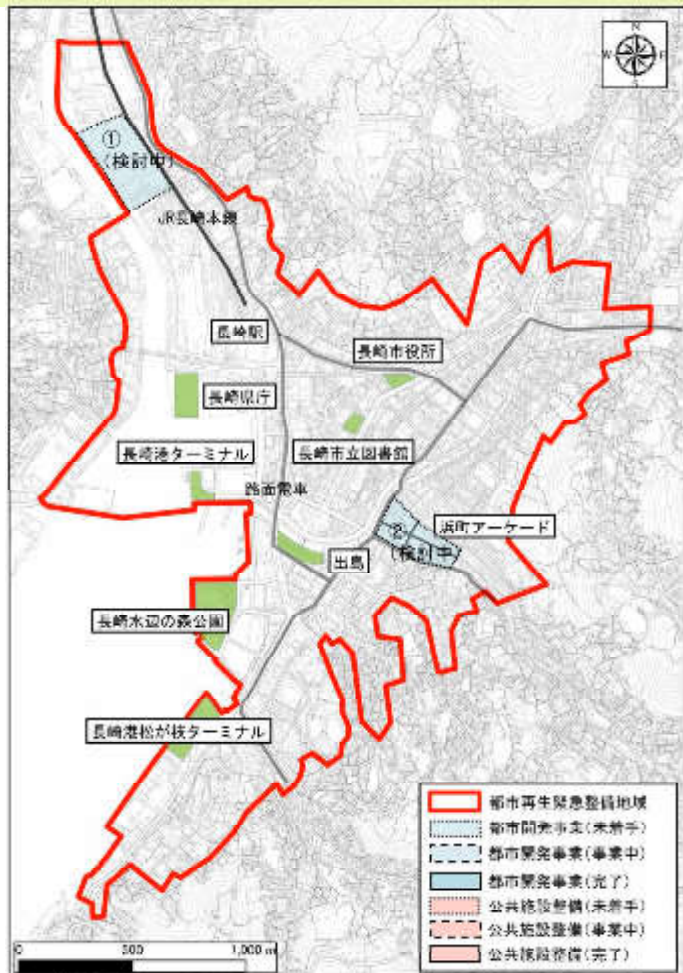 N
W E
S
①
(検討中)
JR長崎本線
長崎駅
長崎市役所
長崎県庁
長崎港ターミナル
長崎市立図書館
路面電車
浜町アーケード
②
(検討中)
出島
長崎水辺の森公園
長崎港松が枝ターミナル
都市再生緊急整備地域
都市開発事業(未着手)
都市開発事業(事業中)
都市開発事業(完了)
公共施設整備(未着手)
公共施設整備(事業中)
公共施設整備(完了)
0 500 1,000 m